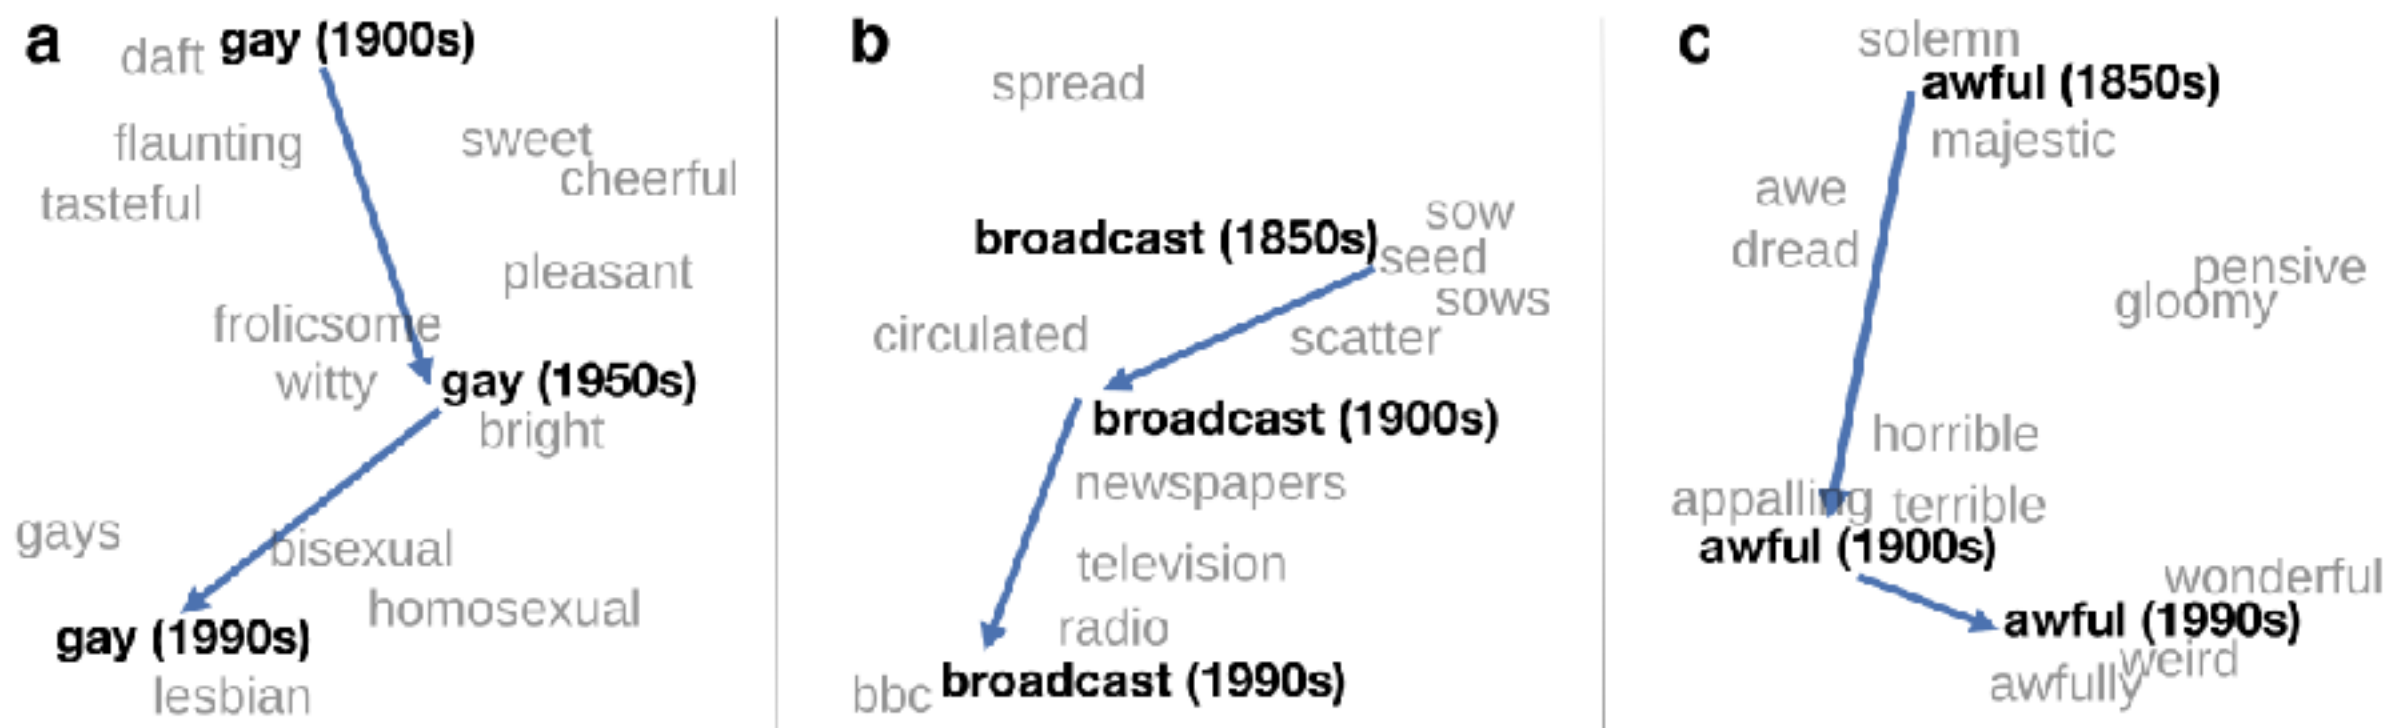 a
daft gay (1900s)
flaunting
sweet
cheerful
tasteful
pleasant
frolicsome
witty gay (1950s)
bright
gays
bisexual
homosexual
gay (1990s)
lesbian
b
spread
sow
broadcast (1850s)
seed
sows
circulated
scatter
broadcast (1900s)
newspapers
television
radio
bbc broadcast (1990s)
c
solemn
awful (1850s)
majestic
awe
dread
pensive
gloomy
horrible
appalling terrible
awful (1900s)
wonderful
awful (1990s)
weird
awfully